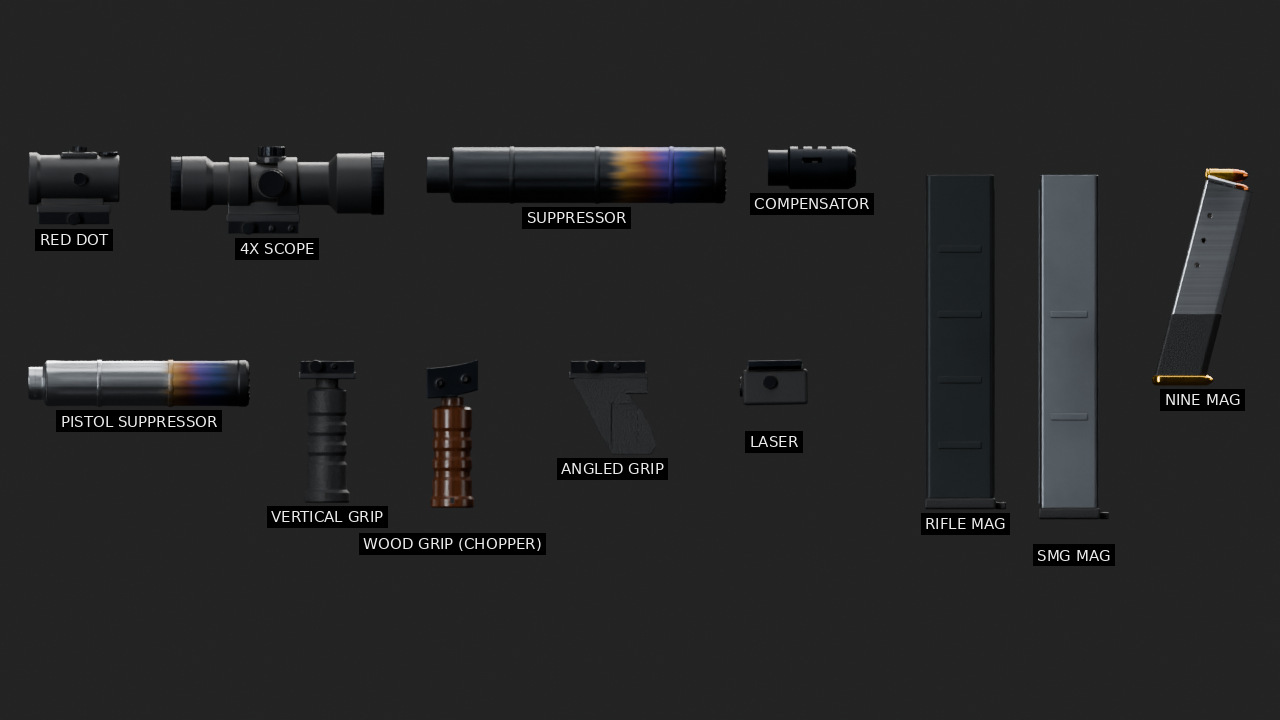 RED DOT
4X SCOPE
SUPPRESSOR
COMPENSATOR
PISTOL SUPPRESSOR
VERTICAL GRIP
WOOD GRIP (CHOPPER)
ANGLED GRIP
LASER
RIFLE MAG
SMG MAG
NINE MAG